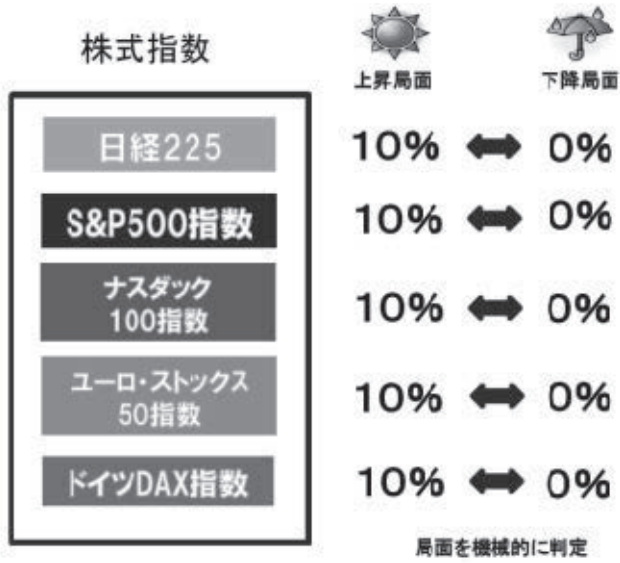 株式指数
上昇局面 下降局面
日経225 10% 0%
S&P500指数 10% 0%
ナスダック
100指数 10% 0%
ユーロ・ストックス
50指数 10% 0%
ドイツDAX指数 10% 0%
局面を機械的に判定